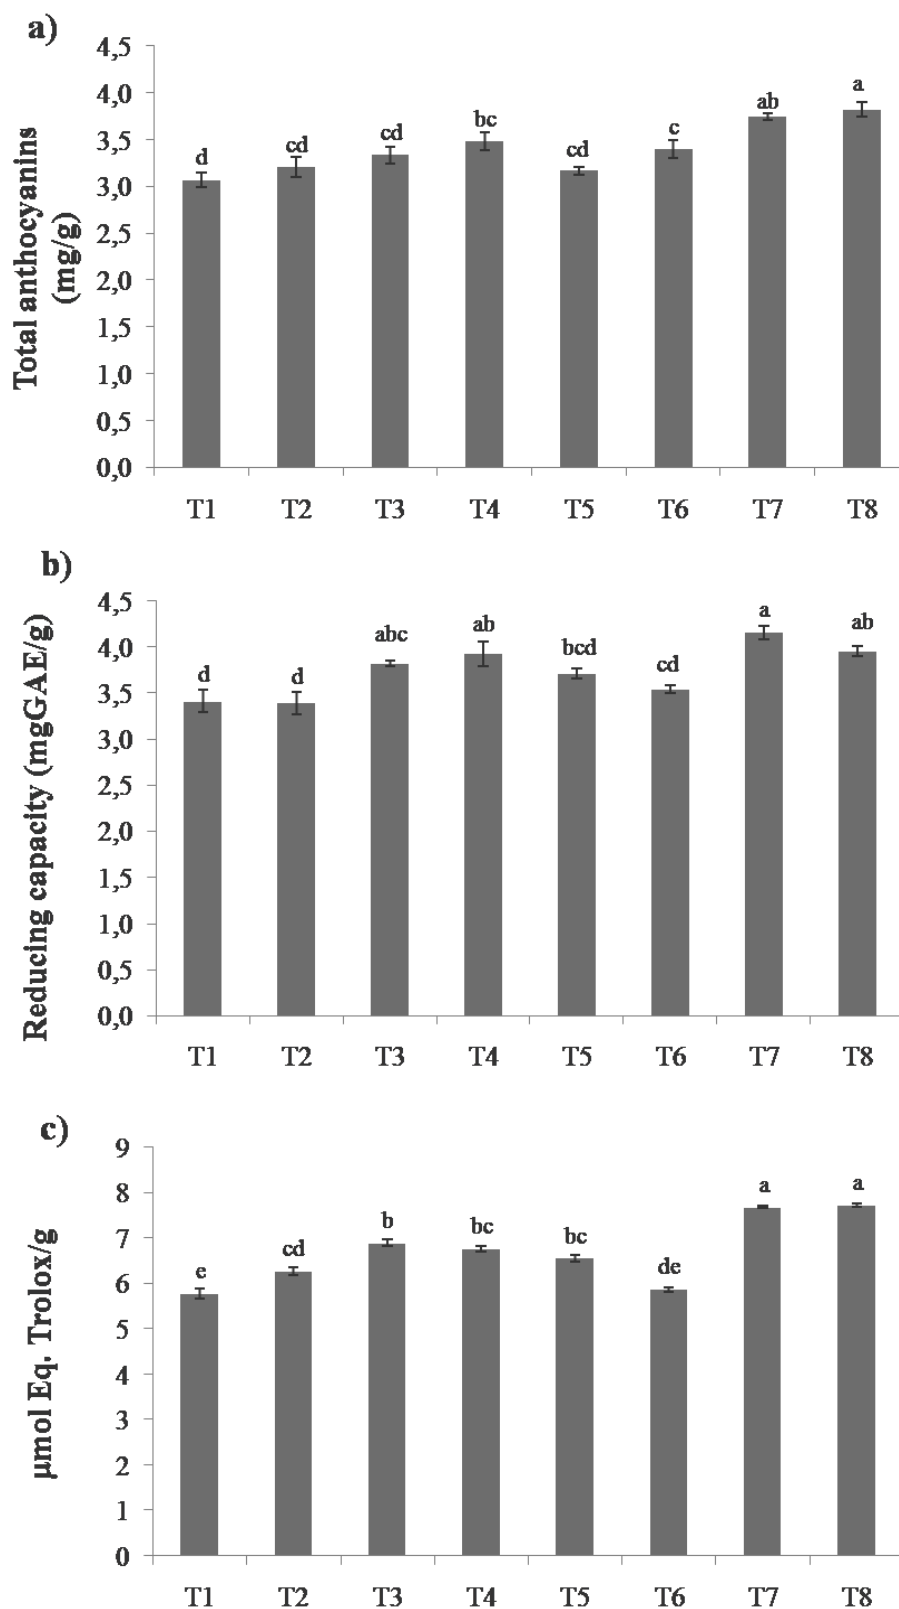 a)
Total anthocyanins
(mg/g)
4,5
4,0
3,5
3,0
2,5
2,0
1,5
1,0
0,5
0,0
d cd cd bc cd c ab a
T1 T2 T3 T4 T5 T6 T7 T8
b)
Reducing capacity (mgGAE/g)
4,5
4,0
3,5
3,0
2,5
2,0
1,5
1,0
0,5
0,0
d d abc ab bcd cd a ab
T1 T2 T3 T4 T5 T6 T7 T8
c)
µmol Eq. Trolox/g
9
8
7
6
5
4
3
2
1
0
e cd b bc bc de a a
T1 T2 T3 T4 T5 T6 T7 T8